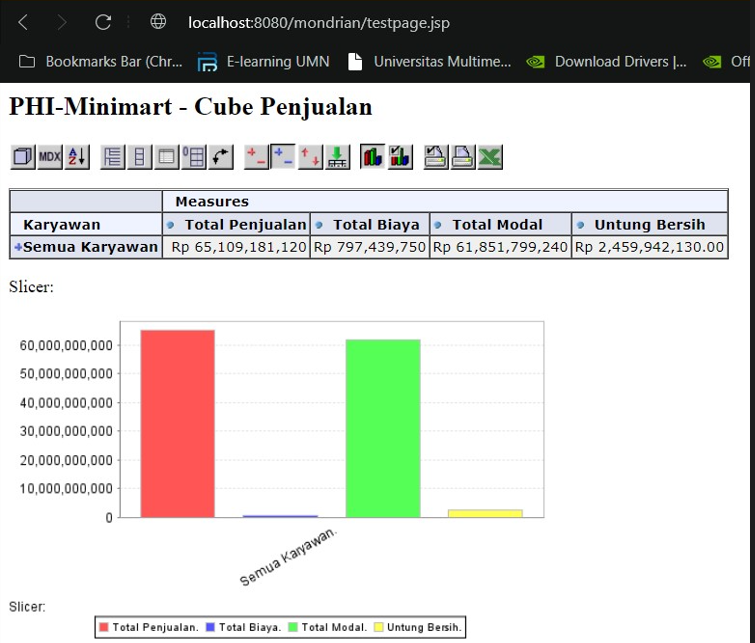 localhost:8080/mondrian/testpage.jsp
Bookmarks Bar (Chr... E-learning UMN Universitas Multime... Download Drivers |... Off
PHI-Minimart - Cube Penjualan
MDX
Measures
Karyawan Total Penjualan Total Biaya Total Modal Untung Bersih
+Semua Karyawan Rp 65,109,181,120 Rp 797,439,750 Rp 61,851,799,240 Rp 2,459,942,130.00
Slicer:
60,000,000,000
50,000,000,000
40,000,000,000
30,000,000,000
20,000,000,000
10,000,000,000
0
Semua Karyawan.
Slicer:
Total Penjualan. Total Biaya. Total Modal. Untung Bersih.